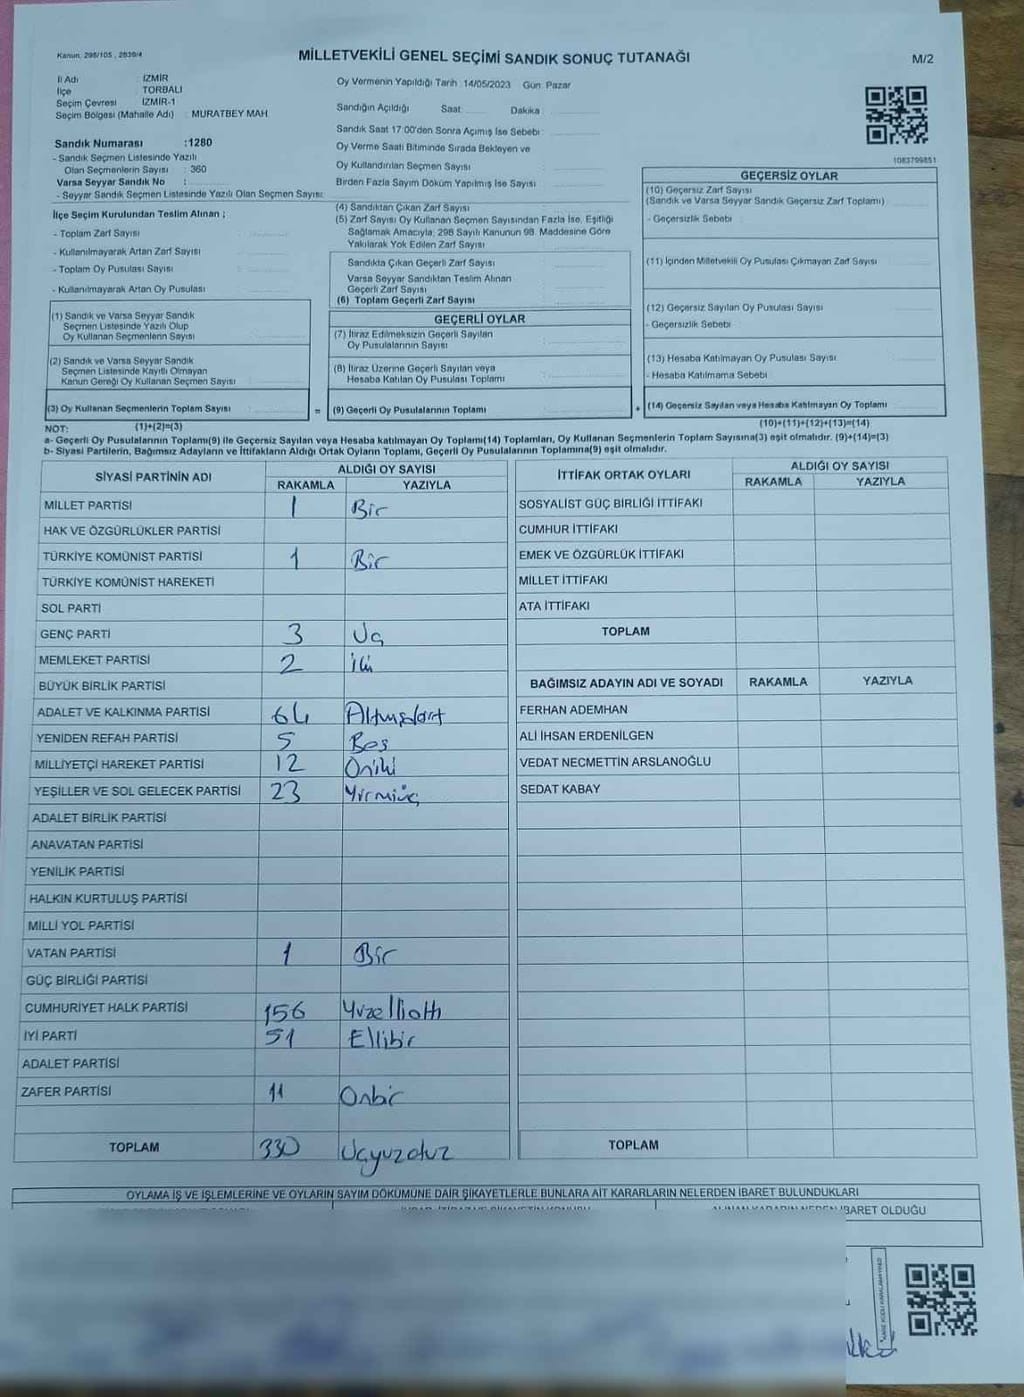 Kanun. 298/105 , 2839/4
MİLLETVEKİLİ GENEL SEÇİMİ SANDIK SONUÇ TUTANAĞI
M/2
İl Adı : İZMİR
İlçe : TORBALI
Seçim Çevresi : İZMİR-1
Seçim Bölgesi (Mahalle Adı) : MURATBEY MAH
Sandık Numarası :1280
- Sandık Seçmen Listesinde Yazılı
Olan Seçmenlerin Sayısı : 360
Varsa Seyyar Sandık No :
- Seyyar Sandık Seçmen Listesinde Yazılı Olan Seçmen Sayısı:
İlçe Seçim Kurulundan Teslim Alınan ;
- Toplam Zarf Sayısı
- Kullanılmayarak Artan Zarf Sayısı
- Toplam Oy Pusulası Sayısı
- Kullanılmayarak Artan Oy Pusulası
(1) Sandık ve Varsa Seyyar Sandık
Seçmen Listesinde Yazılı Olup
Oy Kullanan Seçmenlerin Sayısı
(2) Sandık ve Varsa Seyyar Sandık
Seçmen Listesinde Kayıtlı Olmayan
Kanun Gereği Oy Kullanan Seçmen Sayısı
(3) Oy Kullanan Seçmenlerin Toplam Sayısı
Oy Vermenin Yapıldığı Tarih :14/05/2023 Gün: Pazar
Sandığın Açıldığı Saat: Dakika :
Sandık Saat 17:00'den Sonra Açımış İse Sebebi :
Oy Verme Saati Bitiminde Sırada Bekleyen ve
Oy Kullandırılan Seçmen Sayısı :
Birden Fazla Sayım Döküm Yapılmış İse Sayısı :
(4) Sandıktan Çıkan Zarf Sayısı
(5) Zarf Sayısı Oy Kullanan Seçmen Sayısından Fazla İse, Eşitliği
Sağlamak Amacıyla; 298 Sayılı Kanunun 98. Maddesine Göre
Yakılarak Yok Edilen Zarf Sayısı
Sandıkta Çıkan Geçerli Zarf Sayısı
Varsa Seyyar Sandıktan Teslim Alınan
Geçerli Zarf Sayısı
(6) Toplam Geçerli Zarf Sayısı
GEÇERLİ OYLAR
(7) İtiraz Edilmeksizin Geçerli Sayılan
Oy Pusulalarının Sayısı
(8) İtiraz Üzerine Geçerli Sayılan veya
Hesaba Katılan Oy Pusulası Toplamı
= (9) Geçerli Oy Pusulalarının Toplamı
1083799851
GEÇERSİZ OYLAR
(10) Geçersiz Zarf Sayısı
(Sandık ve Varsa Seyyar Sandık Geçersiz Zarf Toplamı)
- Geçersizlik Sebebi :
(11) İçinden Milletvekili Oy Pusulası Çıkmayan Zarf Sayısı
(12) Geçersiz Sayılan Oy Pusulası Sayısı
- Geçersizlik Sebebi
(13) Hesaba Katılmayan Oy Pusulası Sayısı
- Hesaba Katılmama Sebebi
+ (14) Geçersiz Sayılan veya Hesaba Katılmayan Oy Toplamı
NOT: (1)+(2)=(3) (10)+(11)+(12)+(13)=(14)
a- Geçerli Oy Pusulalarının Toplamı(9) ile Geçersiz Sayılan veya Hesaba katılmayan Oy Toplamı(14) Toplamları, Oy Kullanan Seçmenlerin Toplam Sayısına(3) eşit olmalıdır. (9)+(14)=(3)
b- Siyasi Partilerin, Bağımsız Adayların ve İttifakların Aldığı Ortak Oyların Toplamı, Geçerli Oy Pusulalarının Toplamına(9) eşit olmalıdır.
SİYASİ PARTİNİN ADI ALDIĞI OY SAYISI
RAKAMLA YAZIYLA
MİLLET PARTİSİ 1 Bir
HAK VE ÖZGÜRLÜKLER PARTİSİ
TÜRKİYE KOMÜNİST PARTİSİ 1 Bir
TÜRKİYE KOMÜNİST HAREKETİ
SOL PARTİ
GENÇ PARTİ 3 Üç
MEMLEKET PARTİSİ 2 iki
BÜYÜK BİRLİK PARTİSİ
ADALET VE KALKINMA PARTİSİ 64 Altmışdört
YENİDEN REFAH PARTİSİ 5 Beş
MİLLİYETÇİ HAREKET PARTİSİ 12 Oniki
YEŞİLLER VE SOL GELECEK PARTİSİ 23 Yirmiüç
ADALET BİRLİK PARTİSİ
ANAVATAN PARTİSİ
YENİLİK PARTİSİ
HALKIN KURTULUŞ PARTİSİ
MİLLİ YOL PARTİSİ
VATAN PARTİSİ 1 Bir
GÜÇ BİRLİĞİ PARTİSİ
CUMHURİYET HALK PARTİSİ 156 Yüzellialtı
İYİ PARTİ 51 Ellibir
ADALET PARTİSİ
ZAFER PARTİSİ 11 Onbir
TOPLAM 330 Üçyüzotuz
İTTİFAK ORTAK OYLARI ALDIĞI OY SAYISI
RAKAMLA YAZIYLA
SOSYALİST GÜÇ BİRLİĞİ İTTİFAKI
CUMHUR İTTİFAKI
EMEK VE ÖZGÜRLÜK İTTİFAKI
MİLLET İTTİFAKI
ATA İTTİFAKI
TOPLAM
BAĞIMSIZ ADAYIN ADI VE SOYADI RAKAMLA YAZIYLA
FERHAN ADEMHAN
ALİ İHSAN ERDENİLGEN
VEDAT NECMETTİN ARSLANOĞLU
SEDAT KABAY
TOPLAM
OYLAMA İŞ VE İŞLEMLERİNE VE OYLARIN SAYIM DÖKÜMÜNE DAİR ŞİKAYETLERLE BUNLARA AİT KARARLARIN NELERDEN İBARET BULUNDUKLARI
ALINAN KARARIN NEDEN İBARET OLDUĞU